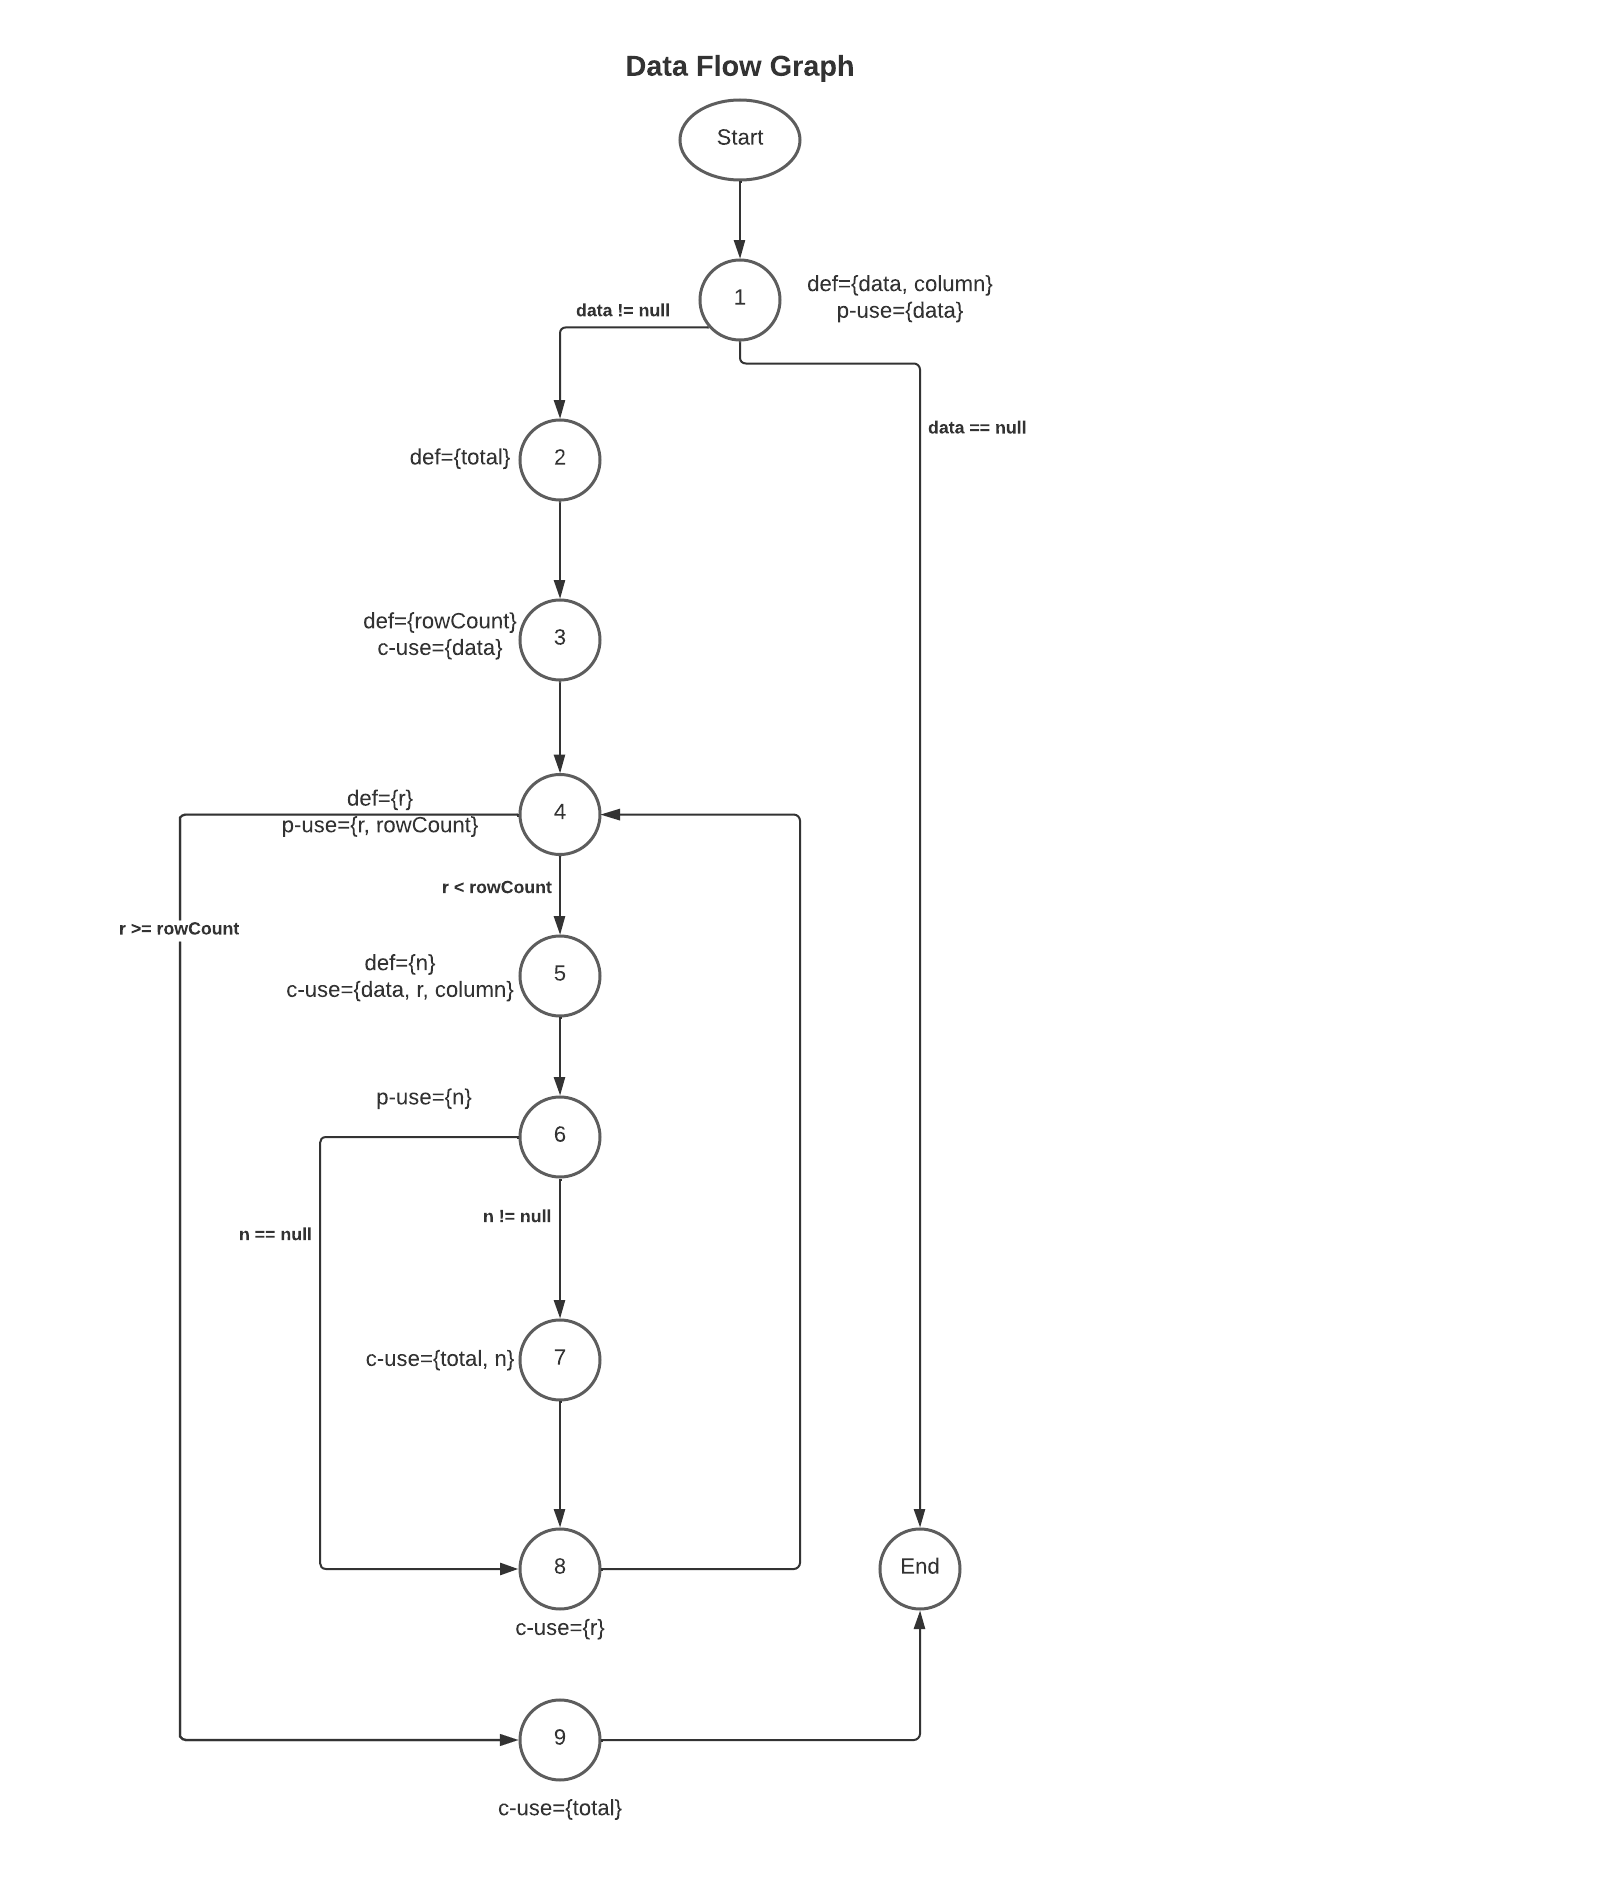 Data Flow Graph
Start
1
def={data, column}
p-use={data}
data != null
data == null
def={total}
2
def={rowCount}
c-use={data}
3
def={r}
p-use={r, rowCount}
4
r < rowCount
r >= rowCount
def={n}
c-use={data, r, column}
5
p-use={n}
6
n != null
n == null
c-use={total, n}
7
8
End
c-use={r}
9
c-use={total}